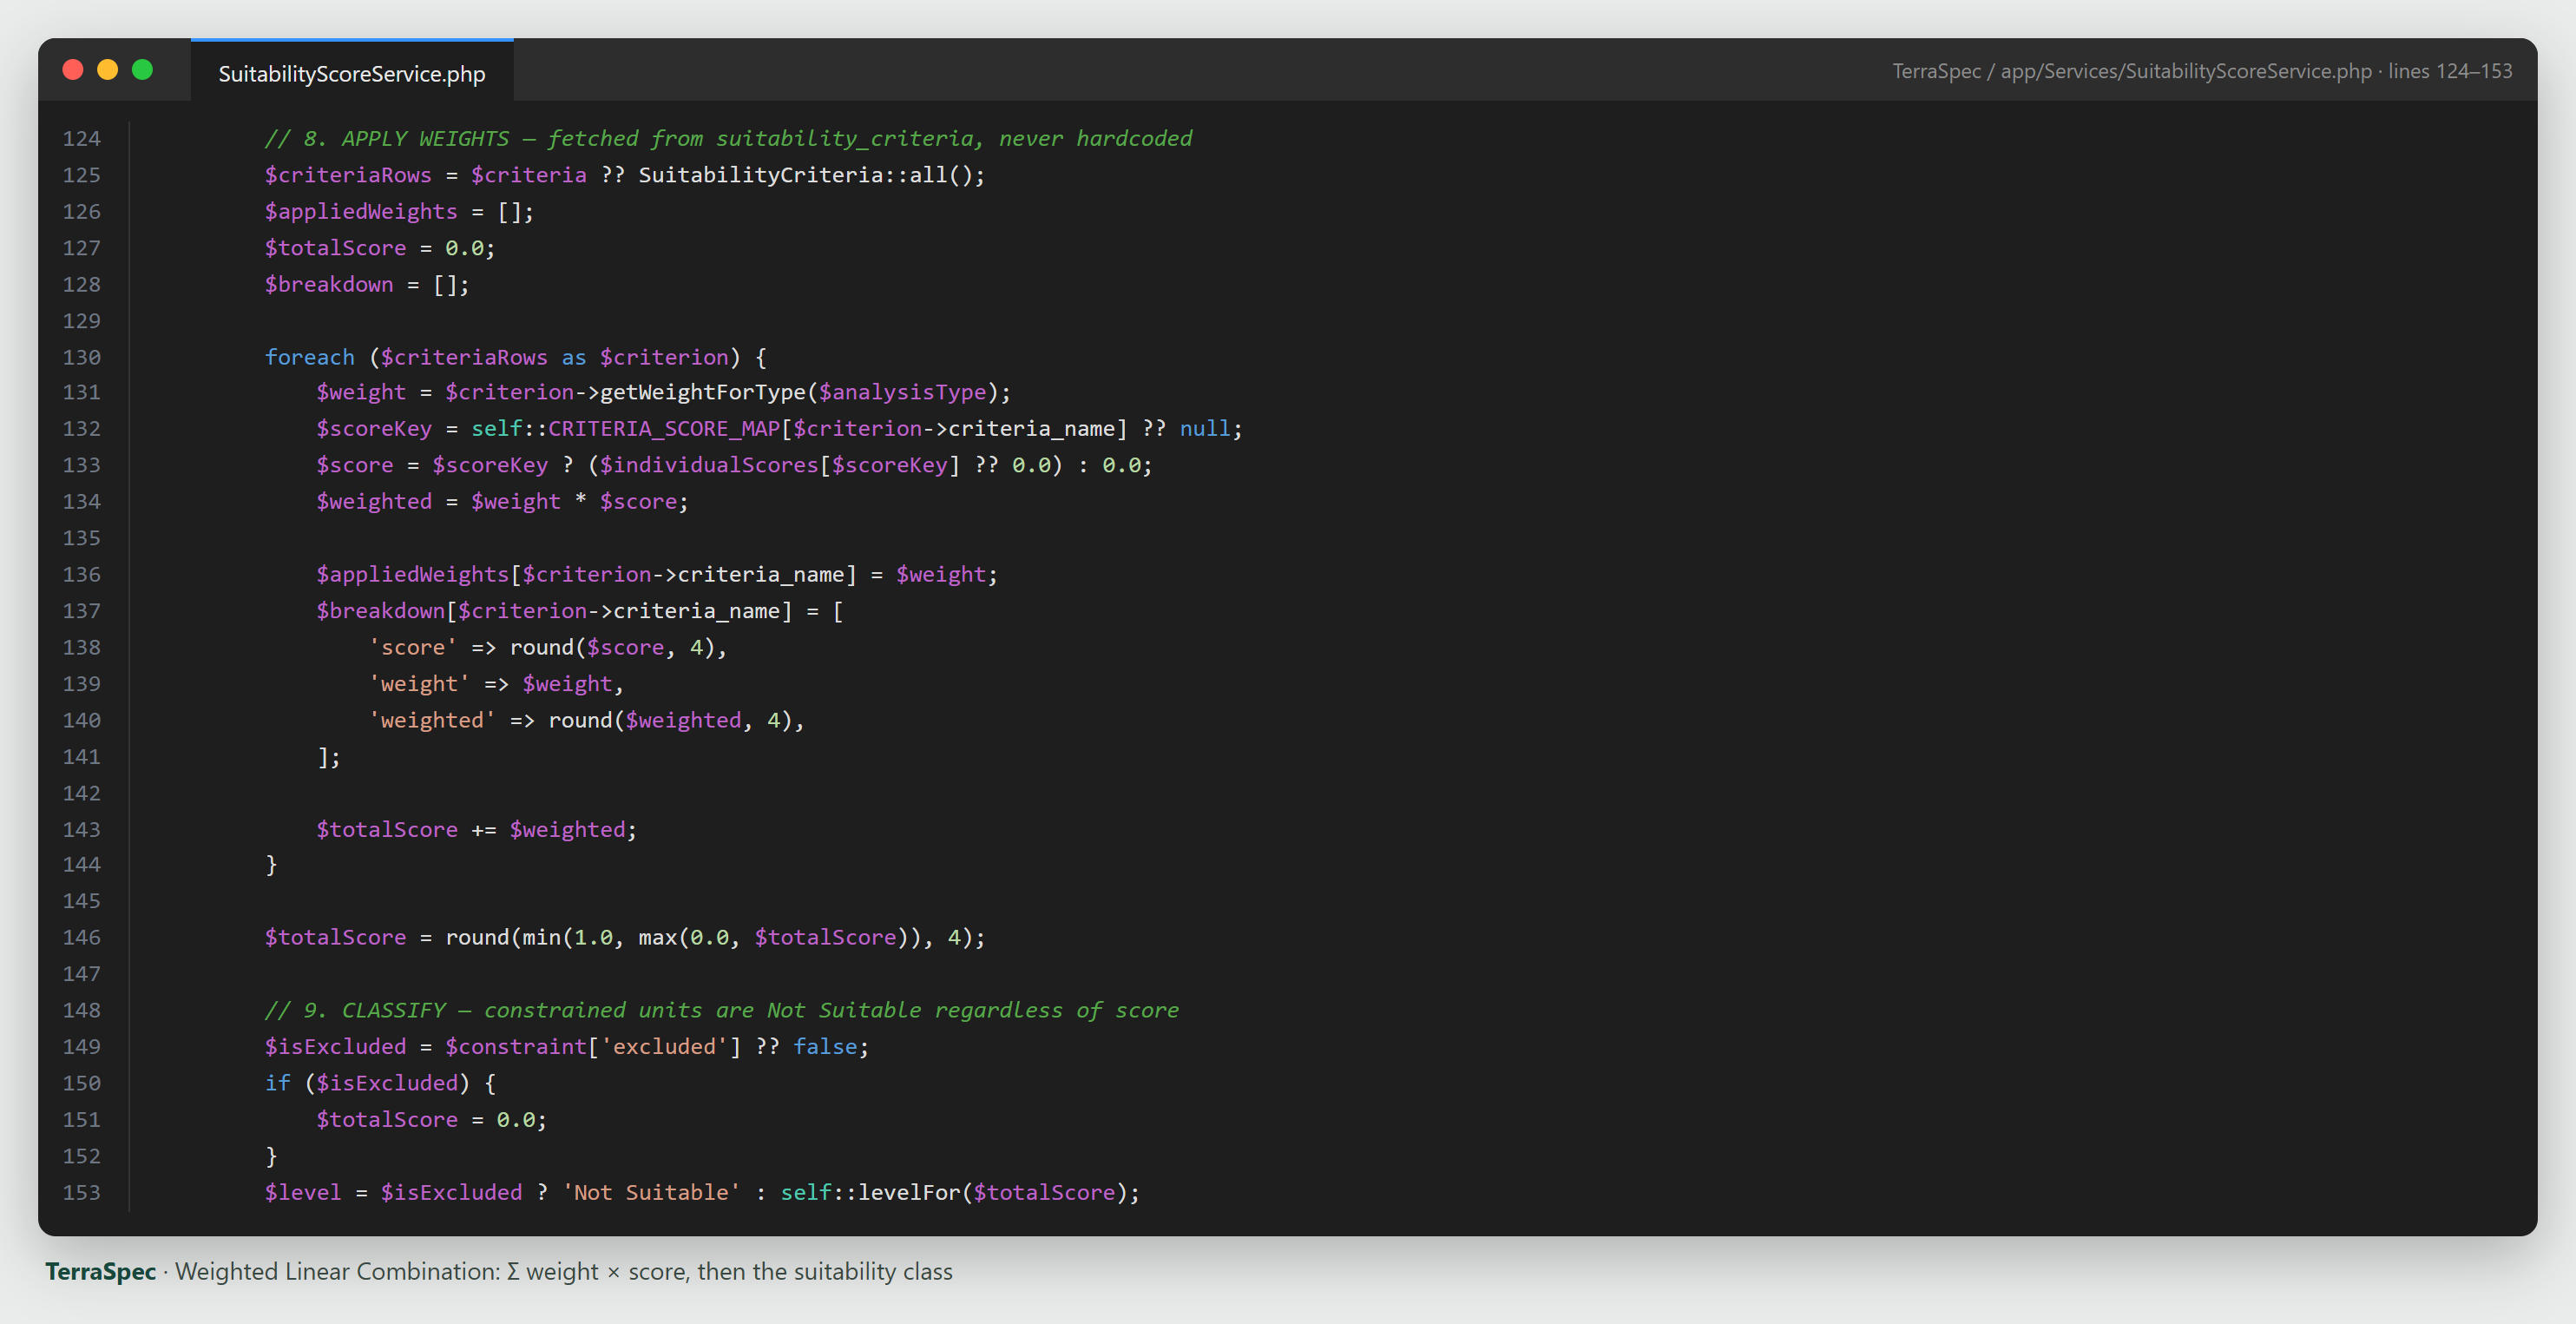 SuitabilityScoreService.php
TerraSpec / app/Services/SuitabilityScoreService.php · lines 124–153
124 // 8. APPLY WEIGHTS — fetched from suitability_criteria, never hardcoded
125 $criteriaRows = $criteria ?? SuitabilityCriteria::all();
126 $appliedWeights = [];
127 $totalScore = 0.0;
128 $breakdown = [];
129
130 foreach ($criteriaRows as $criterion) {
131     $weight = $criterion->getWeightForType($analysisType);
132     $scoreKey = self::CRITERIA_SCORE_MAP[$criterion->criteria_name] ?? null;
133     $score = $scoreKey ? ($individualScores[$scoreKey] ?? 0.0) : 0.0;
134     $weighted = $weight * $score;
135
136     $appliedWeights[$criterion->criteria_name] = $weight;
137     $breakdown[$criterion->criteria_name] = [
138         'score' => round($score, 4),
139         'weight' => $weight,
140         'weighted' => round($weighted, 4),
141     ];
142
143     $totalScore += $weighted;
144 }
145
146 $totalScore = round(min(1.0, max(0.0, $totalScore)), 4);
147
148 // 9. CLASSIFY — constrained units are Not Suitable regardless of score
149 $isExcluded = $constraint['excluded'] ?? false;
150 if ($isExcluded) {
151     $totalScore = 0.0;
152 }
153 $level = $isExcluded ? 'Not Suitable' : self::levelFor($totalScore);
TerraSpec · Weighted Linear Combination: Σ weight × score, then the suitability class